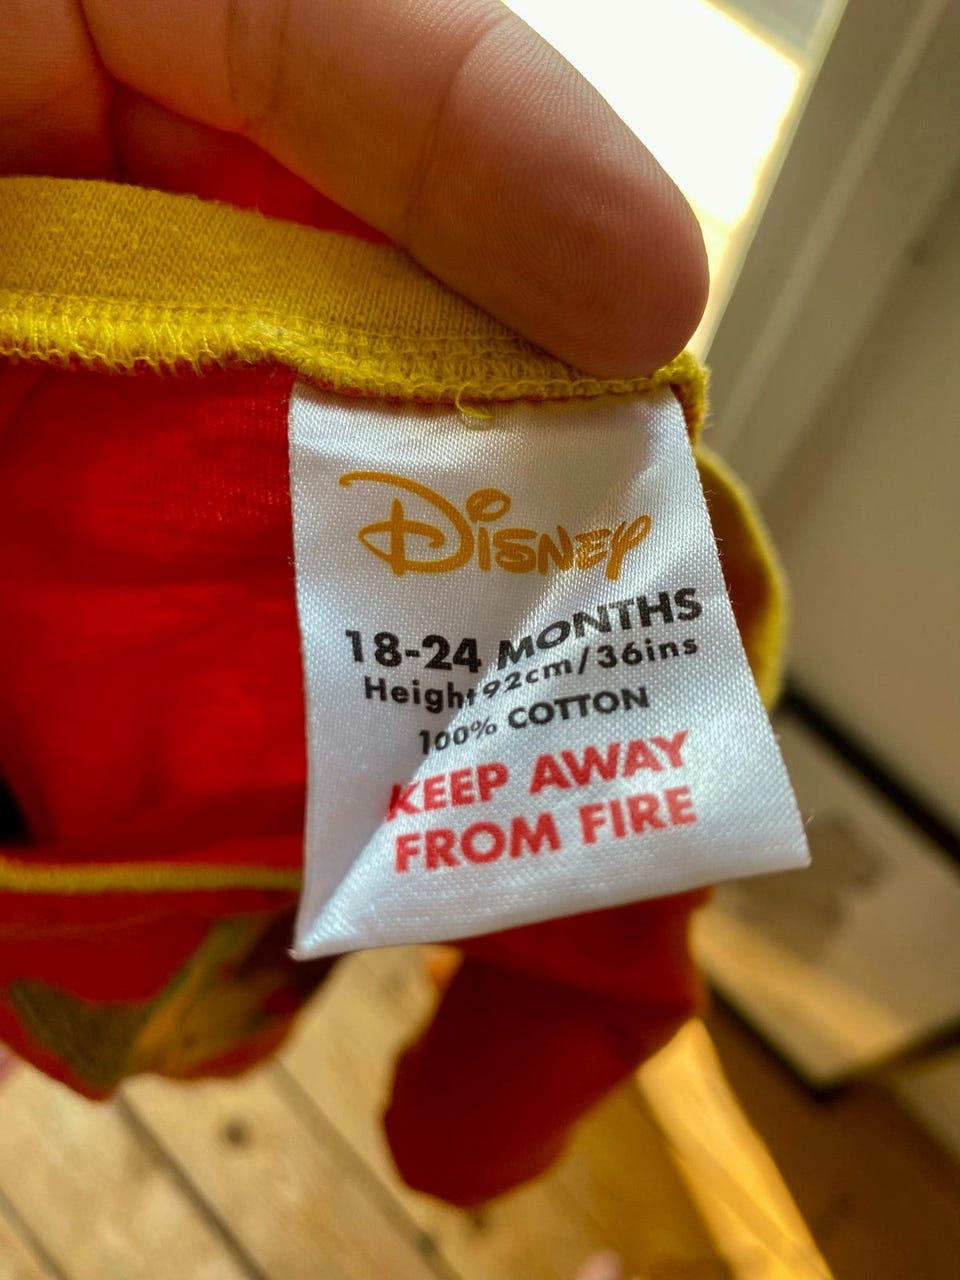 Disney
18-24 MONTHS
Height 92cm/36ins
100% COTTON
KEEP AWAY
FROM FIRE